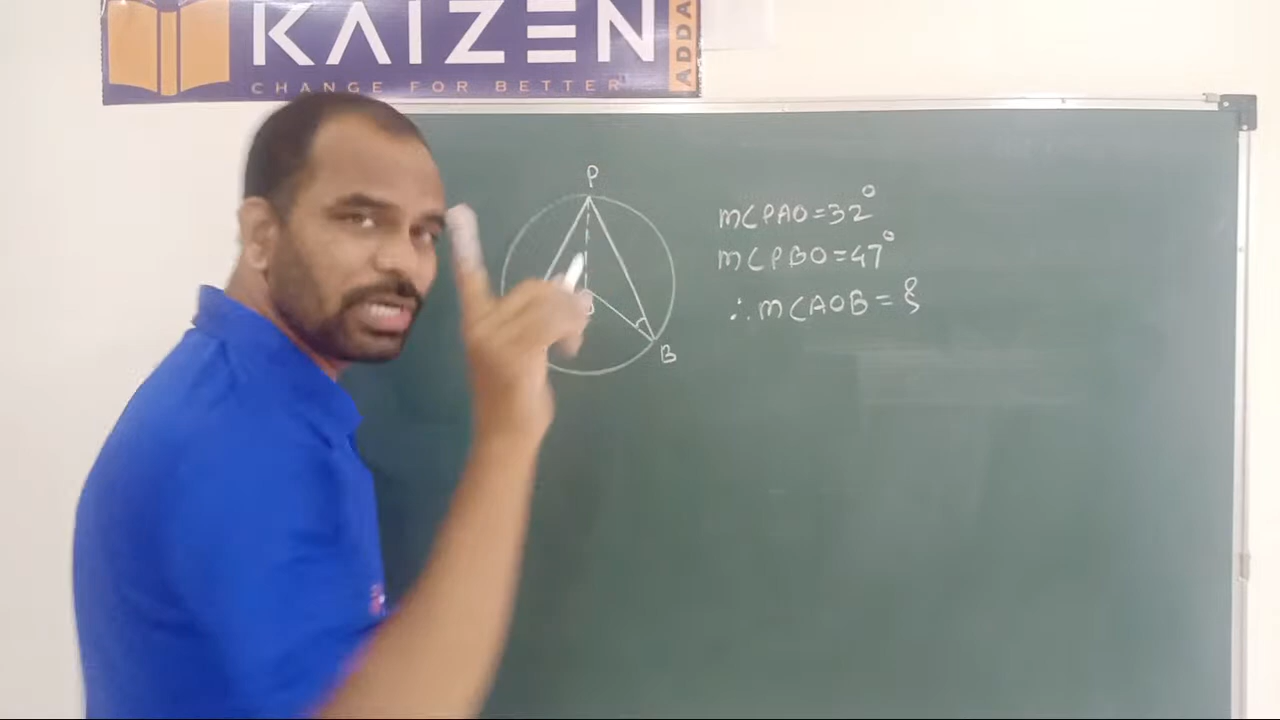 KAIZEN
ADDA
CHANGE FOR BETTER
P
m∠PAO=32°
m∠PBO=47°
∴m∠AOB=?
B